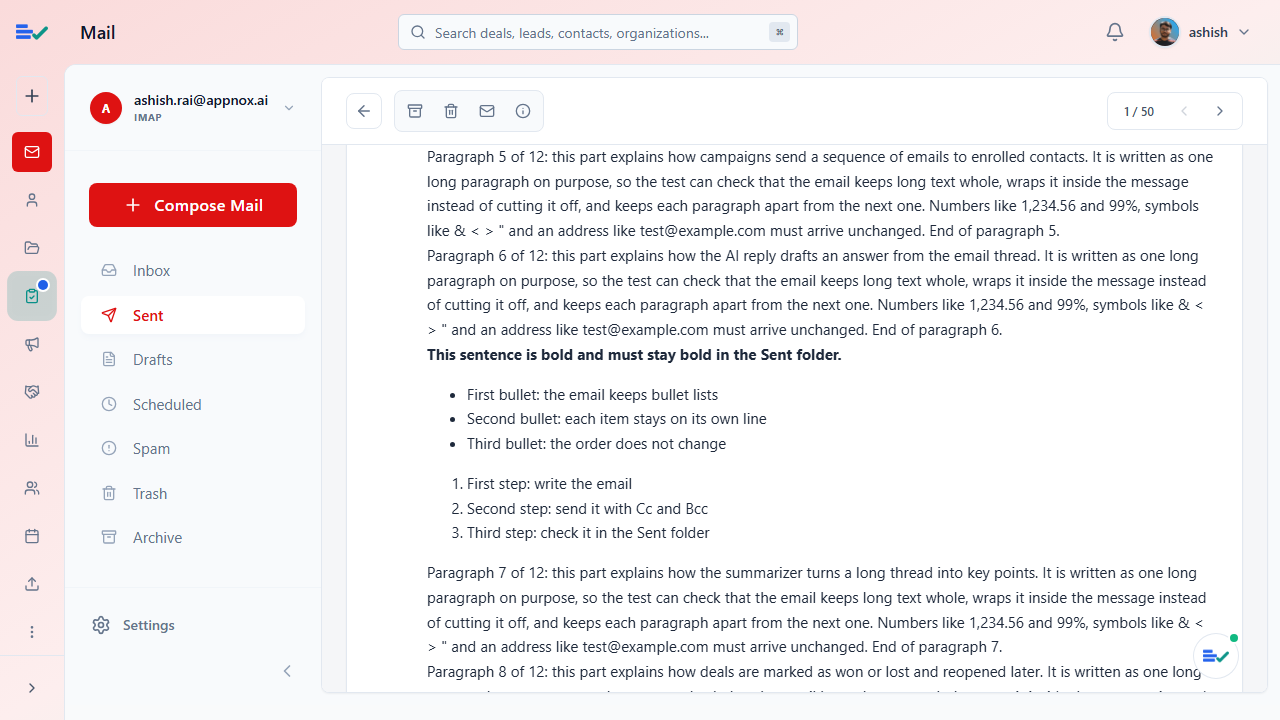 Mail
Search deals, leads, contacts, organizations...
⌘
ashish
A
ashish.rai@appnox.ai
IMAP
Compose Mail
Inbox
Sent
Drafts
Scheduled
Spam
Trash
Archive
Settings
1 / 50
Paragraph 5 of 12: this part explains how campaigns send a sequence of emails to enrolled contacts. It is written as one
long paragraph on purpose, so the test can check that the email keeps long text whole, wraps it inside the message
instead of cutting it off, and keeps each paragraph apart from the next one. Numbers like 1,234.56 and 99%, symbols
like & < > " and an address like test@example.com must arrive unchanged. End of paragraph 5.
Paragraph 6 of 12: this part explains how the AI reply drafts an answer from the email thread. It is written as one long
paragraph on purpose, so the test can check that the email keeps long text whole, wraps it inside the message instead
of cutting it off, and keeps each paragraph apart from the next one. Numbers like 1,234.56 and 99%, symbols like & <
> " and an address like test@example.com must arrive unchanged. End of paragraph 6.
This sentence is bold and must stay bold in the Sent folder.
• First bullet: the email keeps bullet lists
• Second bullet: each item stays on its own line
• Third bullet: the order does not change
1. First step: write the email
2. Second step: send it with Cc and Bcc
3. Third step: check it in the Sent folder
Paragraph 7 of 12: this part explains how the summarizer turns a long thread into key points. It is written as one long
paragraph on purpose, so the test can check that the email keeps long text whole, wraps it inside the message instead
of cutting it off, and keeps each paragraph apart from the next one. Numbers like 1,234.56 and 99%, symbols like & <
> " and an address like test@example.com must arrive unchanged. End of paragraph 7.
Paragraph 8 of 12: this part explains how deals are marked as won or lost and reopened later. It is written as one long